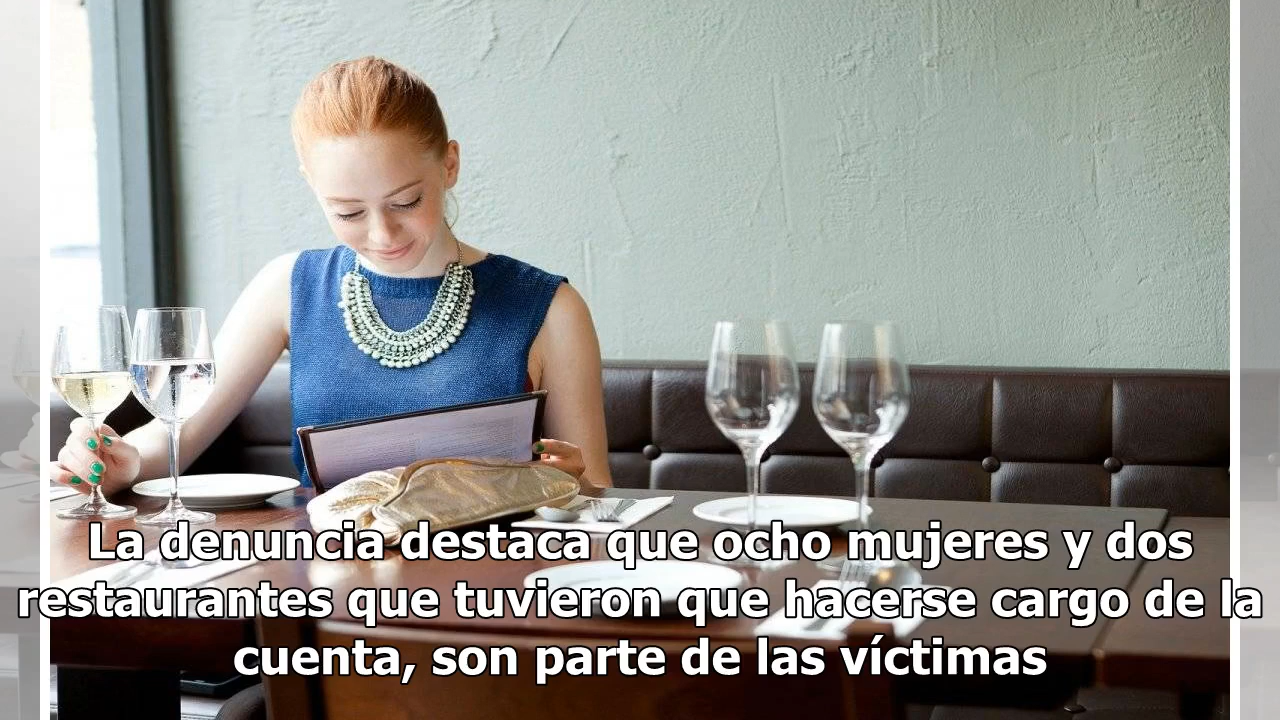 La denuncia destaca que ocho mujeres y dos
restaurantes que tuvieron que hacerse cargo de la
cuenta, son parte de las víctimas